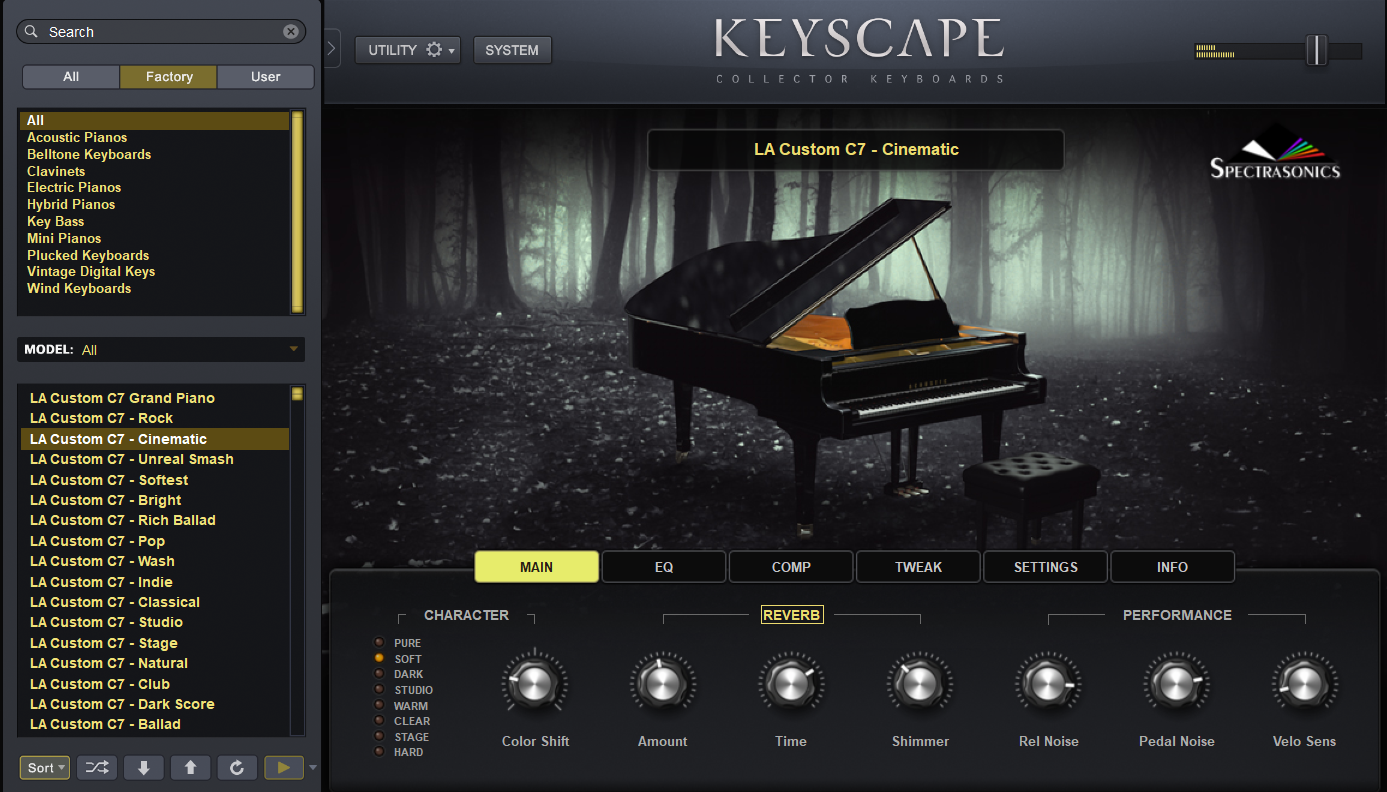 Search
All
Factory
User
All
Acoustic Pianos
Belltone Keyboards
Clavinets
Electric Pianos
Hybrid Pianos
Key Bass
Mini Pianos
Plucked Keyboards
Vintage Digital Keys
Wind Keyboards
MODEL: All
LA Custom C7 Grand Piano
LA Custom C7 - Rock
LA Custom C7 - Cinematic
LA Custom C7 - Unreal Smash
LA Custom C7 - Softest
LA Custom C7 - Bright
LA Custom C7 - Rich Ballad
LA Custom C7 - Pop
LA Custom C7 - Wash
LA Custom C7 - Indie
LA Custom C7 - Classical
LA Custom C7 - Studio
LA Custom C7 - Stage
LA Custom C7 - Natural
LA Custom C7 - Club
LA Custom C7 - Dark Score
LA Custom C7 - Ballad
Sort
UTILITY
SYSTEM
KEYSCAPE
COLLECTOR KEYBOARDS
LA Custom C7 - Cinematic
SPECTRASONICS
MAIN
EQ
COMP
TWEAK
SETTINGS
INFO
CHARACTER
REVERB
PERFORMANCE
PURE
SOFT
DARK
STUDIO
WARM
CLEAR
STAGE
HARD
Color Shift
Amount
Time
Shimmer
Rel Noise
Pedal Noise
Velo Sens